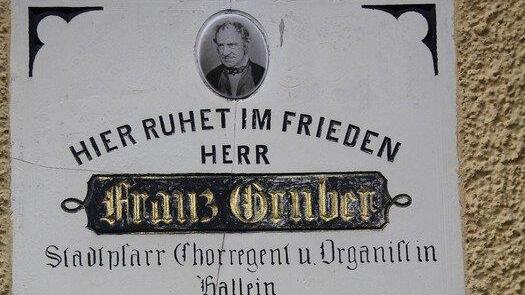 HIER RUHET IM FRIEDEN
HERR
Franz Gruber
Stadtpfarr Chorregent u. Organist in
Hallein